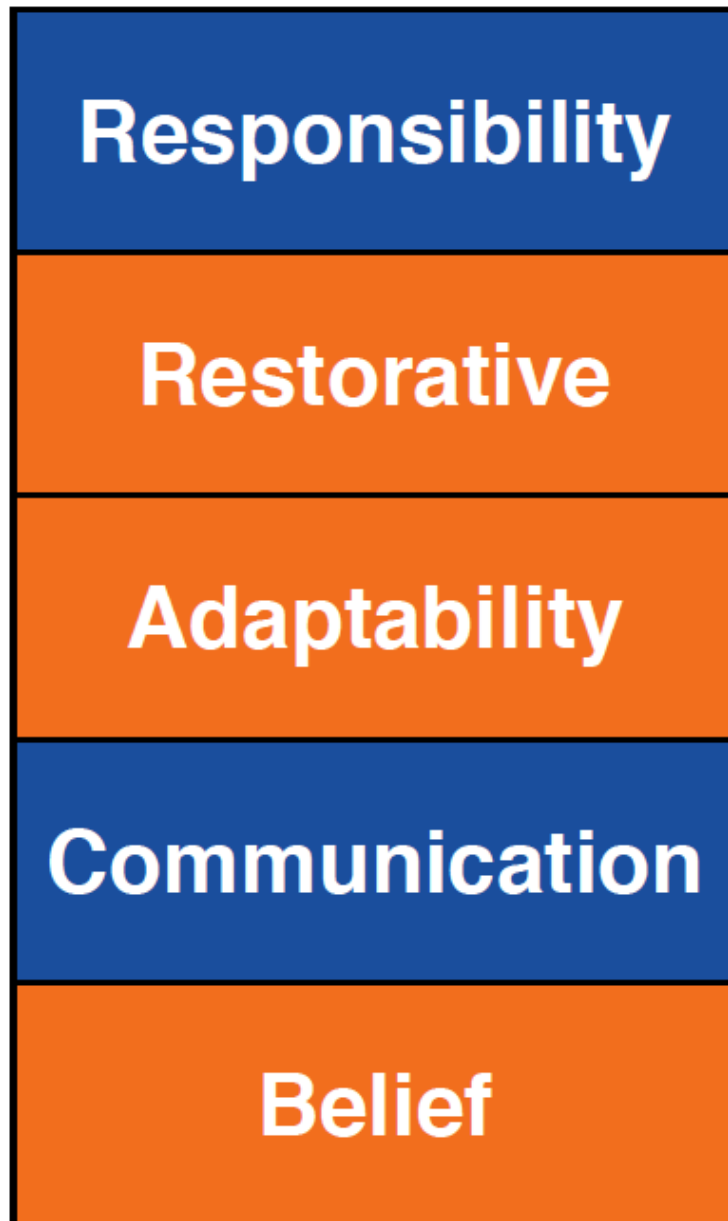 Responsibility
Restorative
Adaptability
Communication
Belief